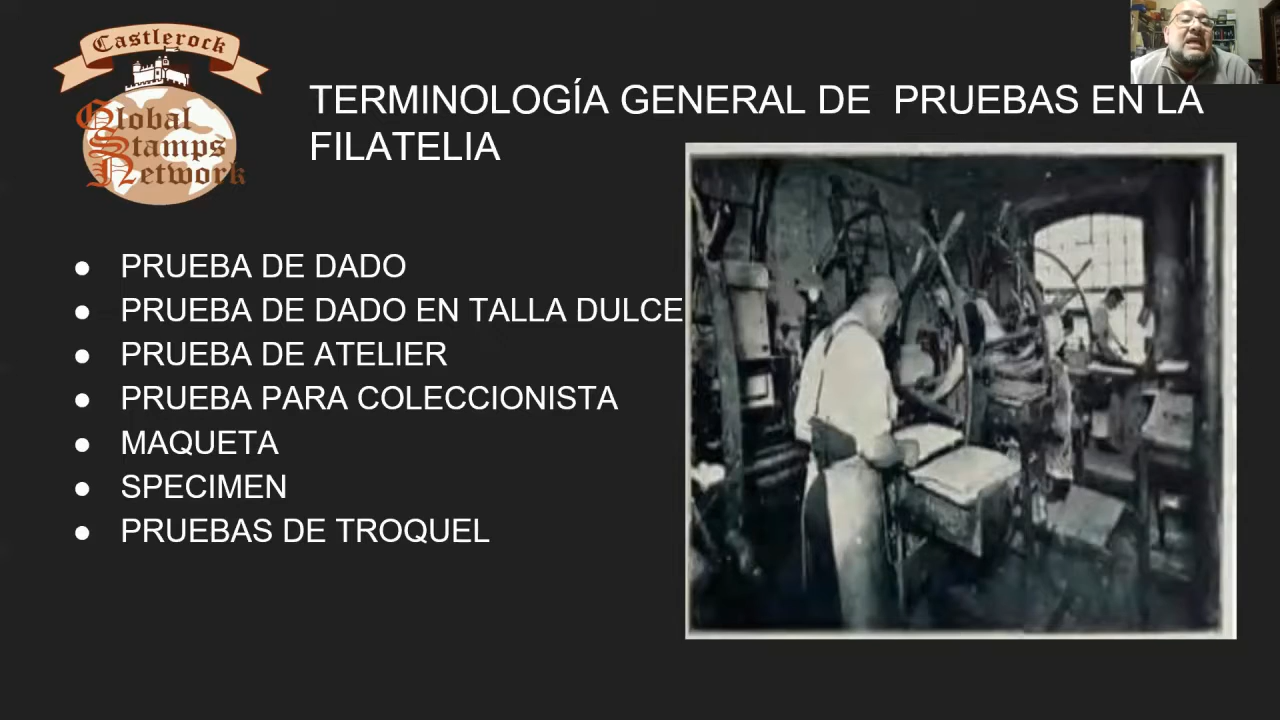 Castlerock
Global
Stamps
Network
TERMINOLOGÍA GENERAL DE PRUEBAS EN LA
FILATELIA
● PRUEBA DE DADO
● PRUEBA DE DADO EN TALLA DULCE
● PRUEBA DE ATELIER
● PRUEBA PARA COLECCIONISTA
● MAQUETA
● SPECIMEN
● PRUEBAS DE TROQUEL